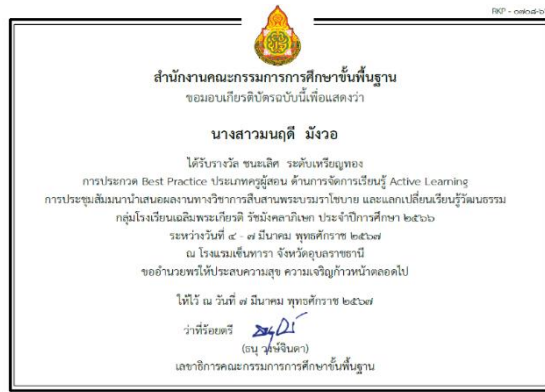 สำนักงานคณะกรรมการการศึกษาขั้นพื้นฐาน
ขอมอบเกียรติบัตรฉบับนี้เพื่อแสดงว่า
นางสาวมนฤดี มังวอ
ได้รับรางวัล ชนะเลิศ ระดับเหรียญทอง
การประกวด Best Practice ประเภทครูผู้สอน ด้านการจัดการเรียนรู้ Active Learning
การประชุมสัมมนานำเสนอผลงานทางวิชาการสืบสานพระบรมราโชบาย และแลกเปลี่ยนเรียนรู้วัฒนธรรม
กลุ่มโรงเรียนเฉลิมพระเกียรติ รัชมังคลาภิเษก ประจำปีการศึกษา ๒๕๖๖
ระหว่างวันที่ ๔ - ๗ มีนาคม พุทธศักราช ๒๕๖๗
ณ โรงแรมเซ็นทารา จังหวัดอุบลราชธานี
ขออำนวยพรให้ประสบความสุข ความเจริญก้าวหน้าตลอดไป
ให้ไว้ ณ วันที่ ๗ มีนาคม พุทธศักราช ๒๕๖๗
ว่าที่ร้อยตรี
(ธนุ วงษ์จินดา)
เลขาธิการคณะกรรมการการศึกษาขั้นพื้นฐาน